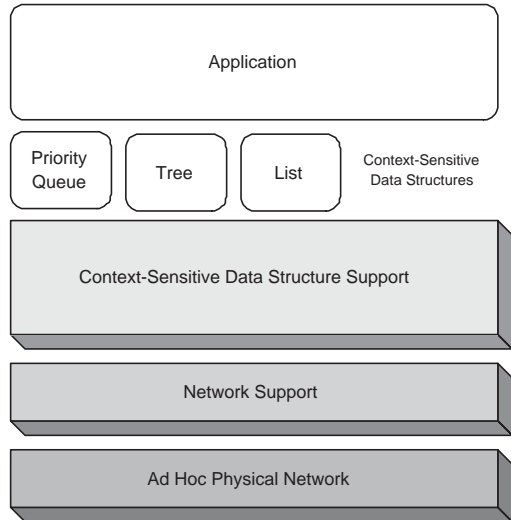 Application
Priority
Queue
Tree
List
Context-Sensitive
Data Structures
Context-Sensitive Data Structure Support
Network Support
Ad Hoc Physical Network